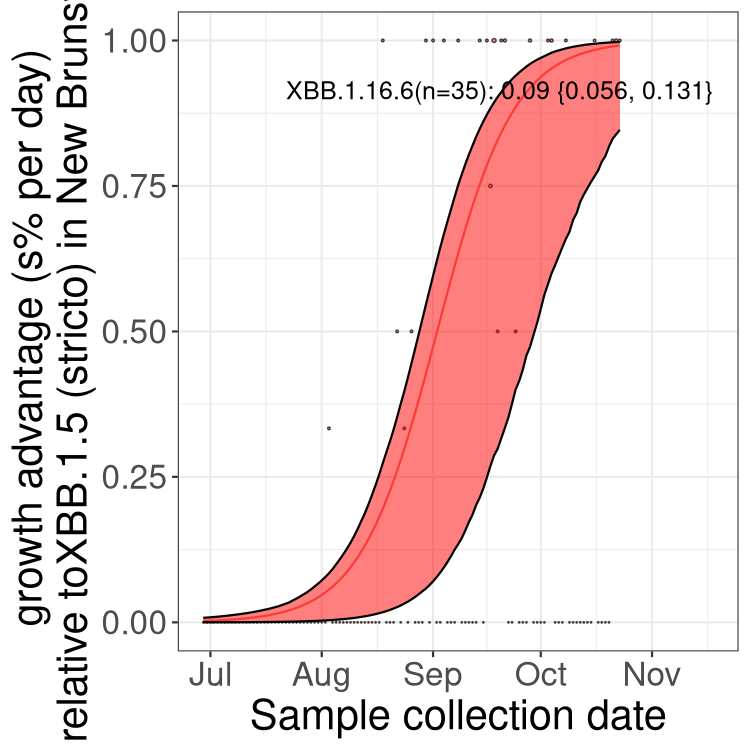 growth advantage (s% per day)
relative toXBB.1.5 (stricto) in New
1.00
0.75
0.50
0.25
0.00
XBB.1.16.6(n=35): 0.09 {0.056, 0.131}
Jul Aug Sep Oct Nov
Sample collection date